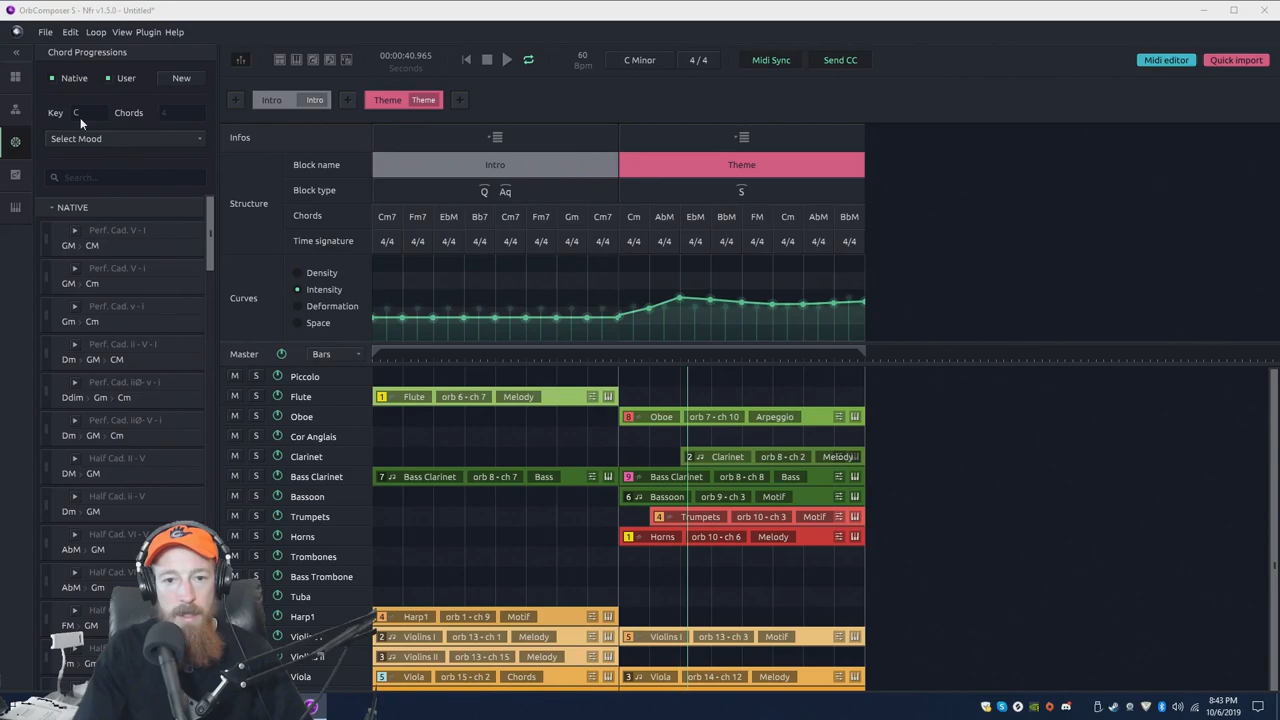 OrbComposer S - Nfr v1.5.0 - Untitled*
File Edit Loop View Plugin Help
Chord Progressions
Native User New
Key C Chords 4
Select Mood
Search...
NATIVE
Perf. Cad. V - I
GM > CM
Perf. Cad. V - i
GM > Cm
Perf. Cad. v - i
Gm > Cm
Perf. Cad. ii - V - I
Dm > GM > CM
Perf. Cad. iiØ- v - i
Ddim > Gm > Cm
Perf. Cad. iiØ- V - i
Dm > GM > Cm
Half Cad. II - V
DM > GM
Half Cad. ii - V
Dm > GM
Half Cad. VI
AbM > GM
Half Cad.
AbM > Gm
Half
FM > GM
Half
Fm > Gm
00:00:40.965
Seconds
60
Bpm
C Minor
4 / 4
Midi Sync
Send CC
Midi editor
Quick import
+ Intro Intro + Theme Theme +
Infos
Structure
Block name Intro Theme
Block type Q Aq S
Chords Cm7 Fm7 EbM Bb7 Cm7 Fm7 Gm Cm7 Cm AbM EbM BbM FM Cm AbM BbM
Time signature 4/4 4/4 4/4 4/4 4/4 4/4 4/4 4/4 4/4 4/4 4/4 4/4 4/4 4/4 4/4 4/4
Curves
Density
Intensity
Deformation
Space
Master Bars
M S Piccolo
M S Flute 1 Flute orb 6 - ch 7 Melody
M S Oboe 8 Oboe orb 7 - ch 10 Arpeggio
M S Cor Anglais
M S Clarinet 2 Clarinet orb 8 - ch 2 Melody
M S Bass Clarinet 7 Bass Clarinet orb 8 - ch 7 Bass 9 Bass Clarinet orb 8 - ch 8 Bass
M S Bassoon 6 Bassoon orb 9 - ch 3 Motif
M S Trumpets 4 Trumpets orb 10 - ch 3 Motif
M S Horns 1 Horns orb 10 - ch 6 Melody
M S Trombones
M S Bass Trombone
M S Tuba
M S Harp1 4 Harp1 orb 1 - ch 9 Motif
M S Violins I 2 Violins I orb 13 - ch 1 Melody 5 Violins I orb 13 - ch 3 Motif
M S 3 Violins II orb 13 - ch 15 Melody
M S Viola 5 Viola orb 15 - ch 2 Chords 3 Viola orb 14 - ch 12 Melody
8:43 PM
10/6/2019